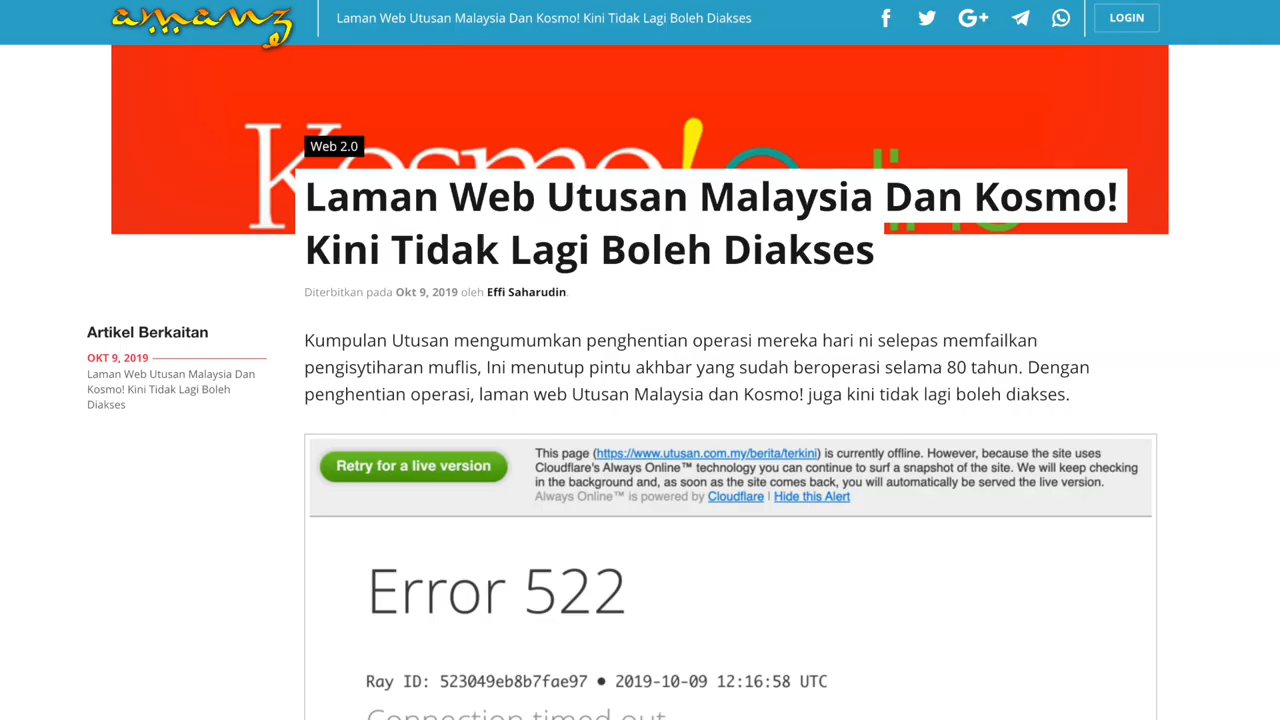 amanz
Laman Web Utusan Malaysia Dan Kosmo! Kini Tidak Lagi Boleh Diakses
LOGIN
Kosmo! Online
Web 2.0
Laman Web Utusan Malaysia Dan Kosmo!
Kini Tidak Lagi Boleh Diakses
Diterbitkan pada Okt 9, 2019 oleh Effi Saharudin.
Artikel Berkaitan
OKT 9, 2019
Laman Web Utusan Malaysia Dan
Kosmo! Kini Tidak Lagi Boleh
Diakses
Kumpulan Utusan mengumumkan penghentian operasi mereka hari ni selepas memfailkan
pengisytiharan muflis, Ini menutup pintu akhbar yang sudah beroperasi selama 80 tahun. Dengan
penghentian operasi, laman web Utusan Malaysia dan Kosmo! juga kini tidak lagi boleh diakses.
Retry for a live version
This page (https://www.utusan.com.my/berita/terkini) is currently offline. However, because the site uses
Cloudflare's Always Online™ technology you can continue to surf a snapshot of the site. We will keep checking
in the background and, as soon as the site comes back, you will automatically be served the live version.
Always Online™ is powered by Cloudflare | Hide this Alert
Error 522
Ray ID: 523049eb8b7fae97 • 2019-10-09 12:16:58 UTC
Connection timed out